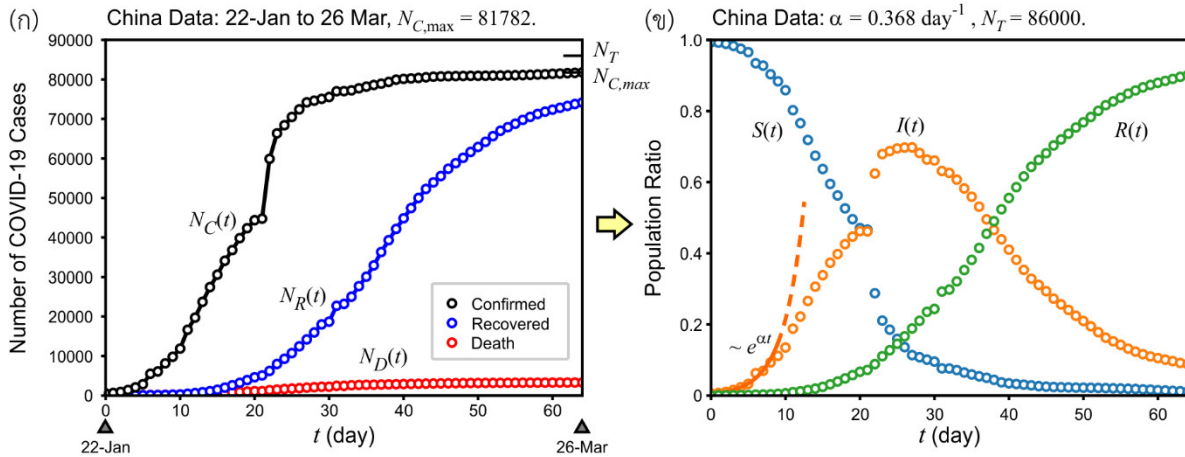 (ก) China Data: 22-Jan to 26 Mar, N_C,max = 81782.
Number of COVID-19 Cases
90000
80000
70000
60000
50000
40000
30000
20000
10000
0
N_T
N_C,max
N_C(t)
N_R(t)
N_D(t)
Confirmed
Recovered
Death
0 10 20 30 40 50 60
t (day)
22-Jan 26-Mar
(ข) China Data: α = 0.368 day⁻¹ , N_T = 86000.
Population Ratio
1.0
0.8
0.6
0.4
0.2
0
S(t) I(t) R(t)
~ e^αt
0 10 20 30 40 50 60
t (day)